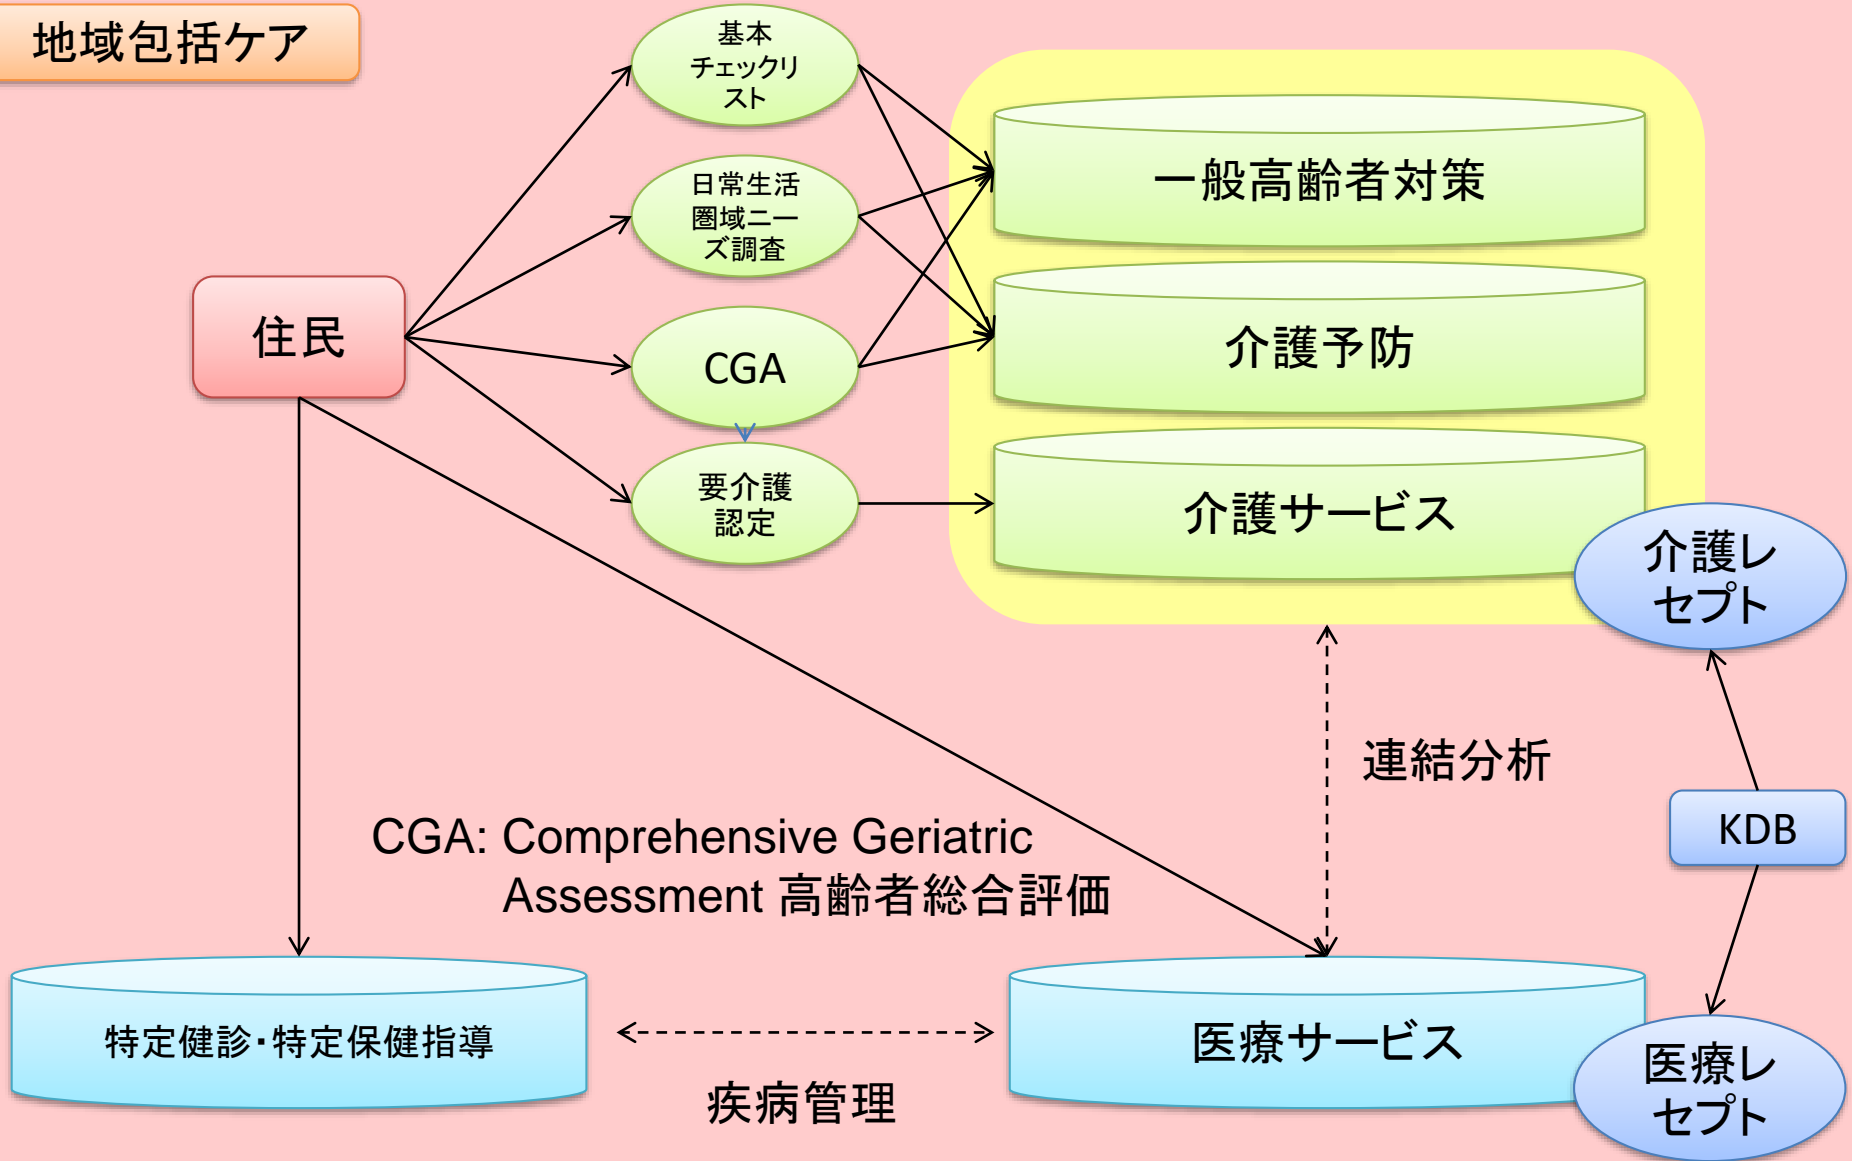 地域包括ケア
基本
チェックリ
スト
日常生活
圏域ニー
ズ調査
CGA
要介護
認定
住民
一般高齢者対策
介護予防
介護サービス
介護レ
セプト
連結分析
KDB
CGA: Comprehensive Geriatric
Assessment 高齢者総合評価
特定健診・特定保健指導
疾病管理
医療サービス
医療レ
セプト